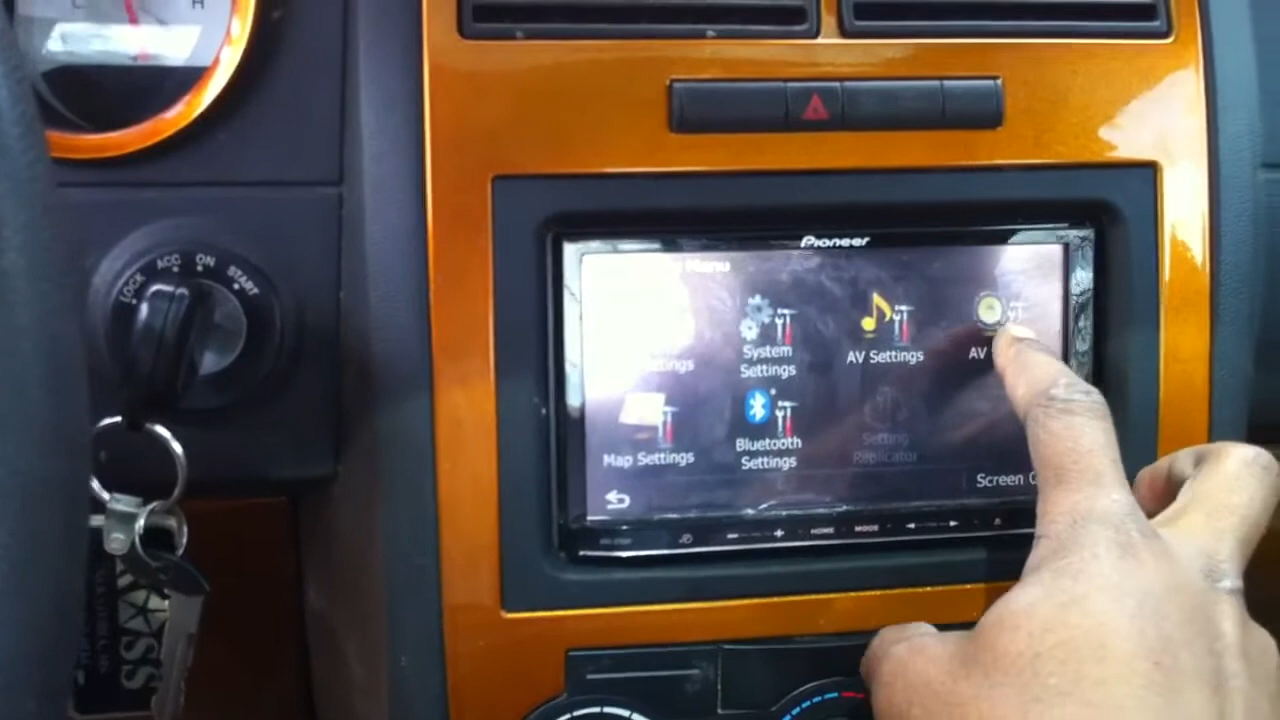 H
LOCK ACC ON START
Pioneer
Menu
System
Settings
AV Settings
AV
Map Settings
Bluetooth
Settings
Setting
Replicator
Screen
HOME MODE